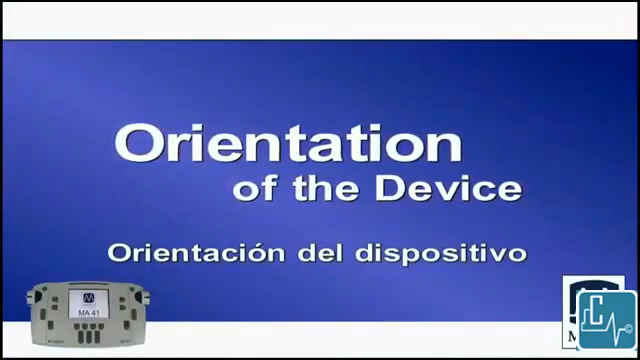 Orientation
of the Device
Orientación del dispositivo
MA 41
M
C
©